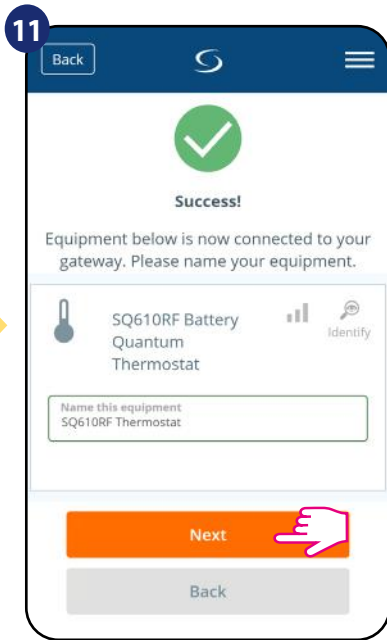 11
Back
Success!
Equipment below is now connected to your
gateway. Please name your equipment.
SQ610RF Battery
Quantum
Thermostat
Identify
Name this equipment
SQ610RF Thermostat
Next
Back